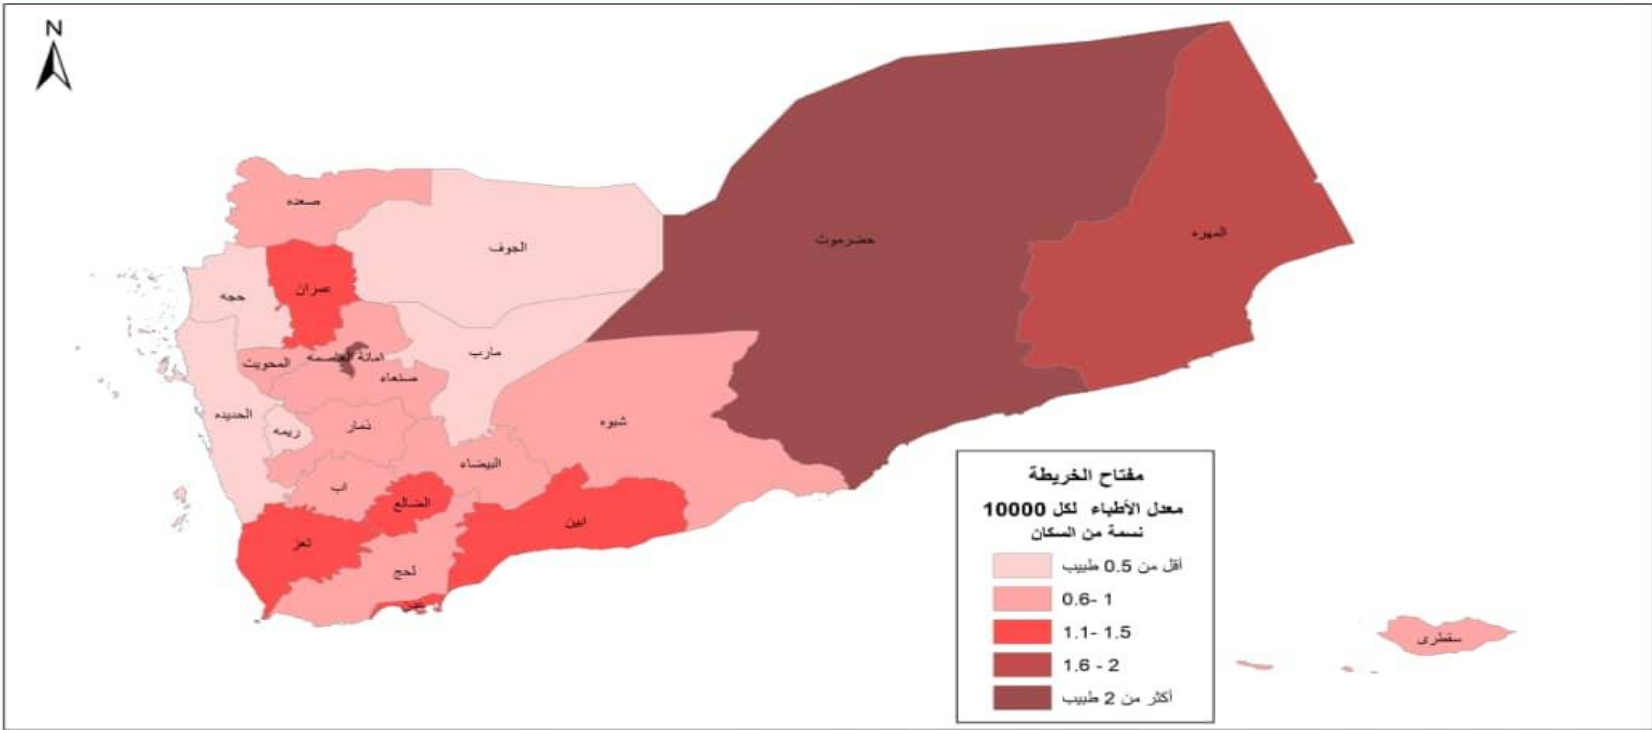 N
صعده
الجوف
حضرموت
المهره
حجه
عمران
امانة العاصمه
المحويت
صنعاء
مارب
الحديده
ريمه
ذمار
شبوه
البيضاء
اب
الضالع
ابين
تعز
لحج
عدن
سقطرى
مفتاح الخريطة
معدل الأطباء لكل 10000
نسمة من السكان
أقل من 0.5 طبيب
0.6- 1
1.1- 1.5
1.6 - 2
أكثر من 2 طبيب